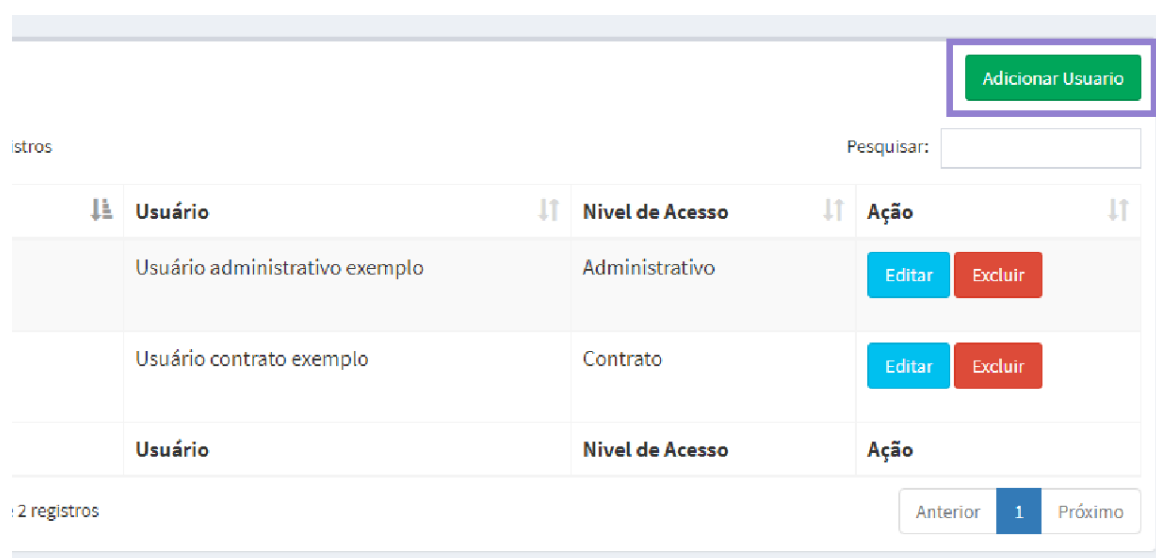 Adicionar Usuario
istros Pesquisar:
Usuário Nivel de Acesso Ação
Usuário administrativo exemplo Administrativo Editar Excluir
Usuário contrato exemplo Contrato Editar Excluir
Usuário Nivel de Acesso Ação
2 registros Anterior 1 Próximo